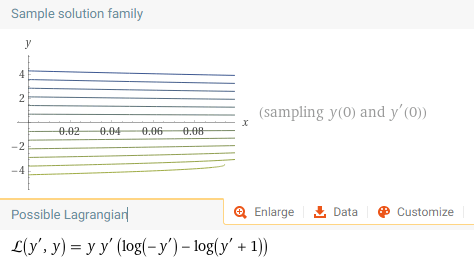 Sample solution family
y
4
2
0.02 0.04 0.06 0.08
x
(sampling y(0) and y′(0))
−2
−4
Possible Lagrangian
Enlarge Data Customize
ℒ(y′, y) = y y′ (log(−y′) − log(y′ + 1))